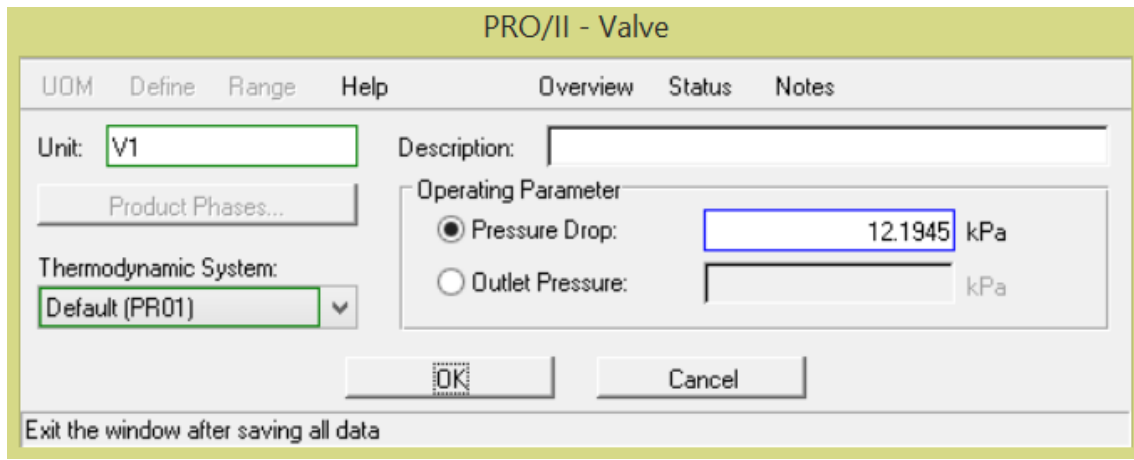 PRO/II - Valve
UOM Define Range Help Overview Status Notes
Unit: V1 Description:
Product Phases...
Operating Parameter
Pressure Drop: 12.1945 kPa
Thermodynamic System:
Outlet Pressure: kPa
Default (PR01)
OK Cancel
Exit the window after saving all data